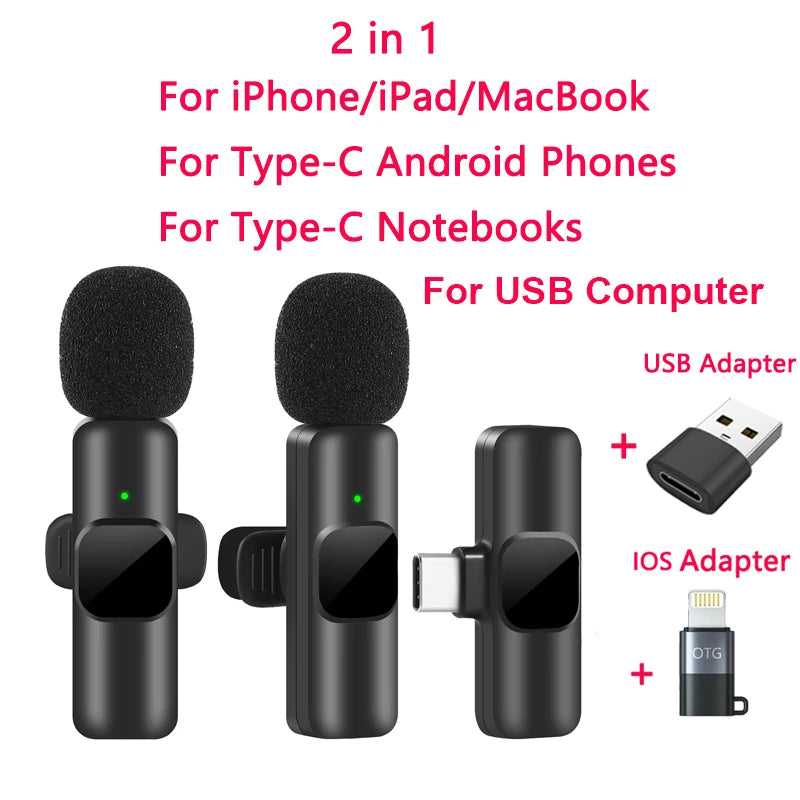 2 in 1
For iPhone/iPad/MacBook
For Type-C Android Phones
For Type-C Notebooks
For USB Computer
USB Adapter
+
IOS Adapter
OTG
+